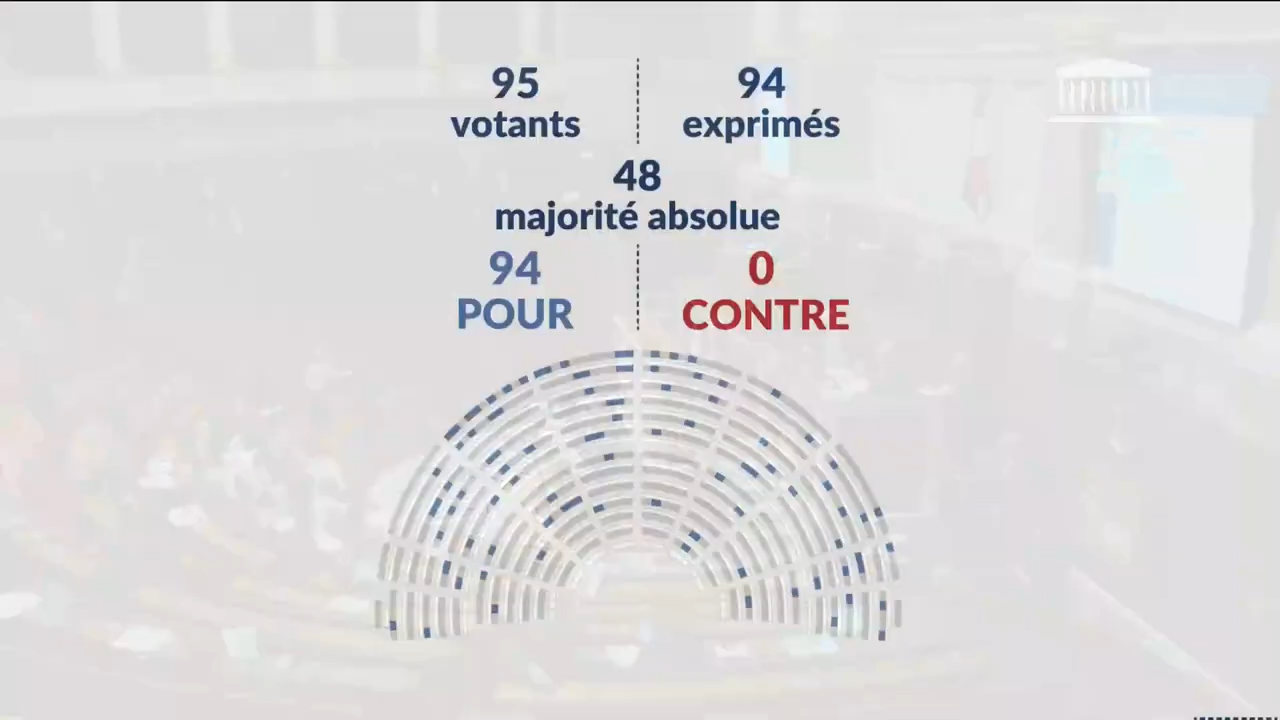 95
votants
94
exprimés
48
majorité absolue
94
POUR
0
CONTRE